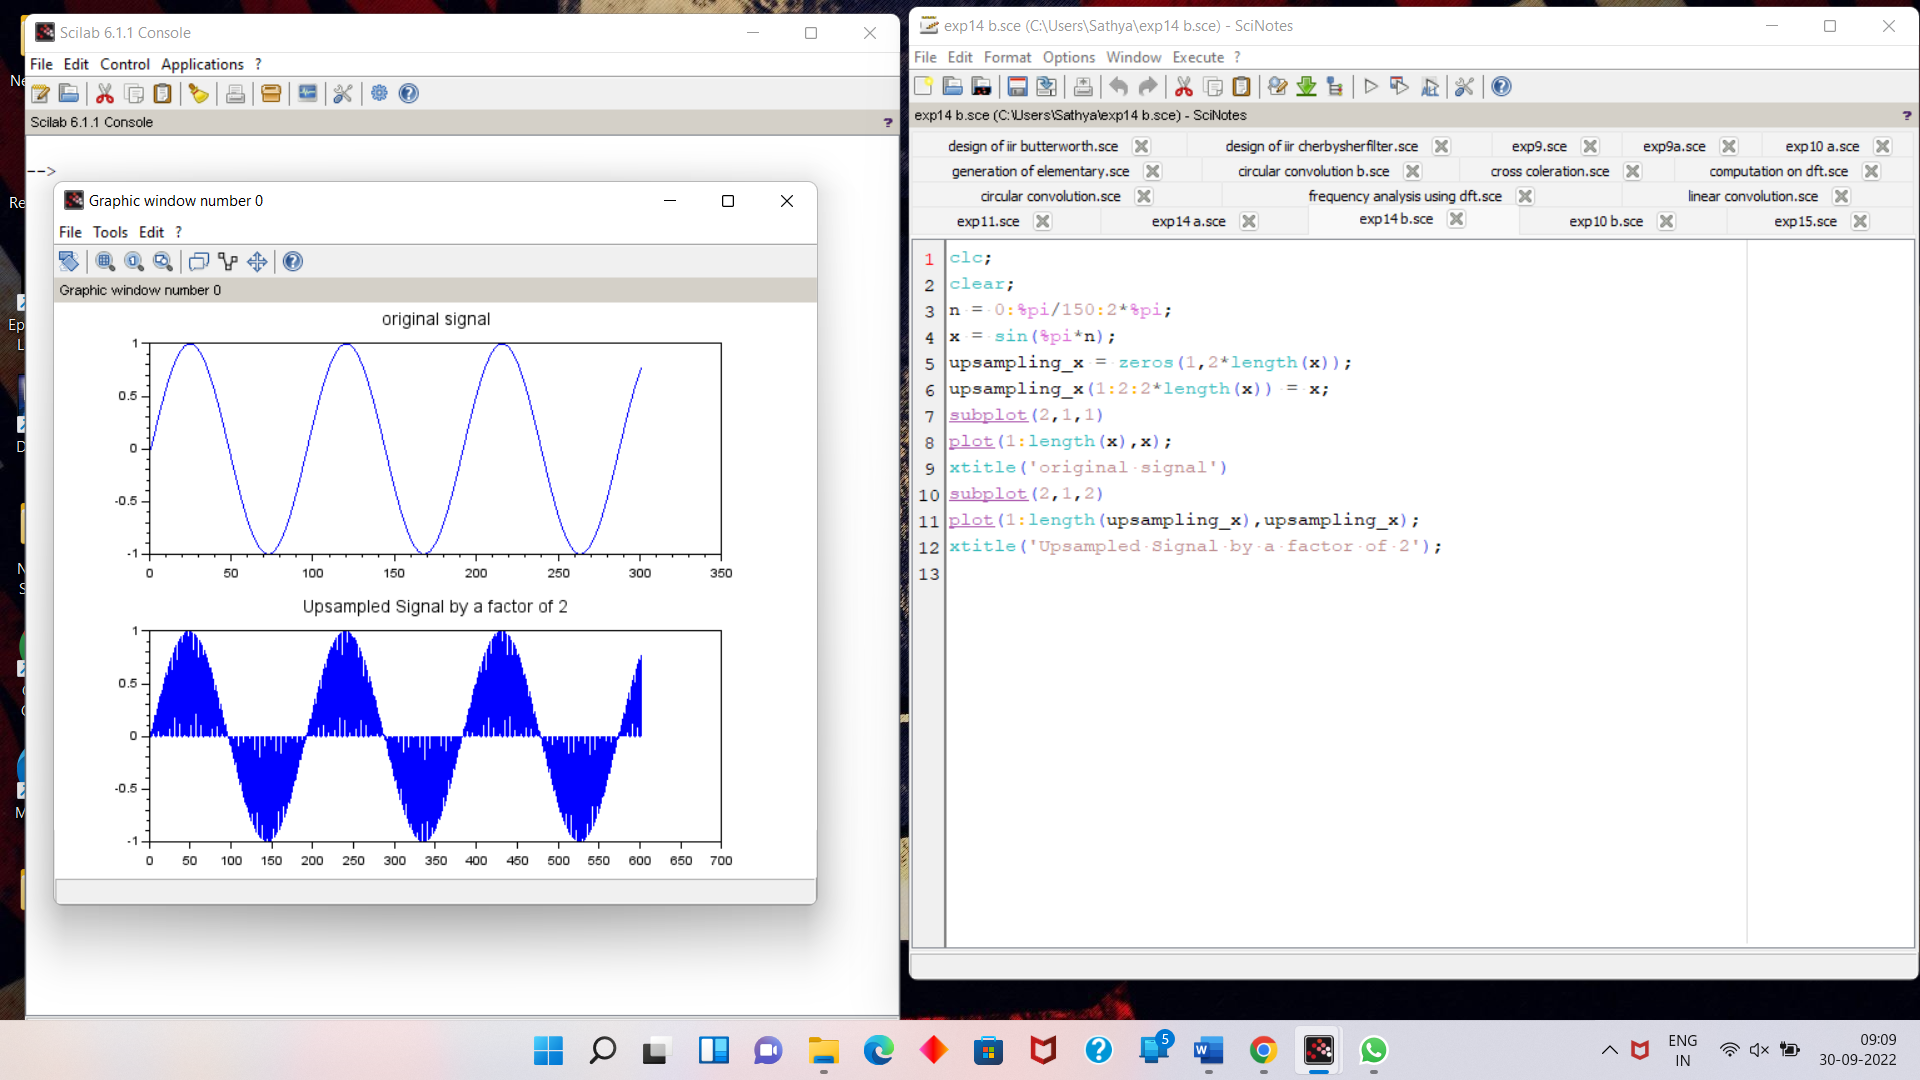 Scilab 6.1.1 Console
File Edit Control Applications ?
Scilab 6.1.1 Console ?
-->
Graphic window number 0
File Tools Edit ?
Graphic window number 0
original signal
1
0.5
0
-0.5
-1
0 50 100 150 200 250 300 350
Upsampled Signal by a factor of 2
1
0.5
0
-0.5
-1
0 50 100 150 200 250 300 350 400 450 500 550 600 650 700
exp14 b.sce (C:\Users\Sathya\exp14 b.sce) - SciNotes
File Edit Format Options Window Execute ?
exp14 b.sce (C:\Users\Sathya\exp14 b.sce) - SciNotes ?
design of iir butterworth.sce design of iir cherbysherfilter.sce exp9.sce exp9a.sce exp10 a.sce
generation of elementary.sce circular convolution b.sce cross coleration.sce computation on dft.sce
circular convolution.sce frequency analysis using dft.sce linear convolution.sce
exp11.sce exp14 a.sce exp14 b.sce exp10 b.sce exp15.sce
1 clc;
2 clear;
3 n = 0:%pi/150:2*%pi;
4 x = sin(%pi*n);
5 upsampling_x = zeros(1,2*length(x));
6 upsampling_x(1:2:2*length(x)) = x;
7 subplot(2,1,1)
8 plot(1:length(x),x);
9 xtitle('original signal')
10 subplot(2,1,2)
11 plot(1:length(upsampling_x),upsampling_x);
12 xtitle('Upsampled Signal by a factor of 2');
13
5
ENG
IN
09:09
30-09-2022